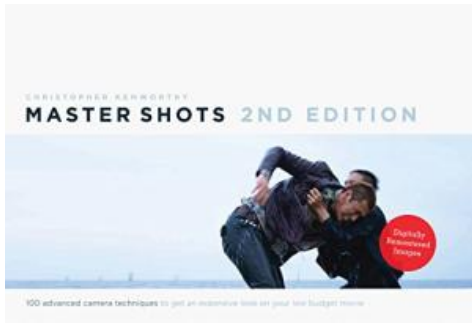 CHRISTOPHER KENWORTHY
MASTER SHOTS 2ND EDITION
Digitally
Remastered
Images
100 advanced camera techniques to get an expensive look on your low budget movie